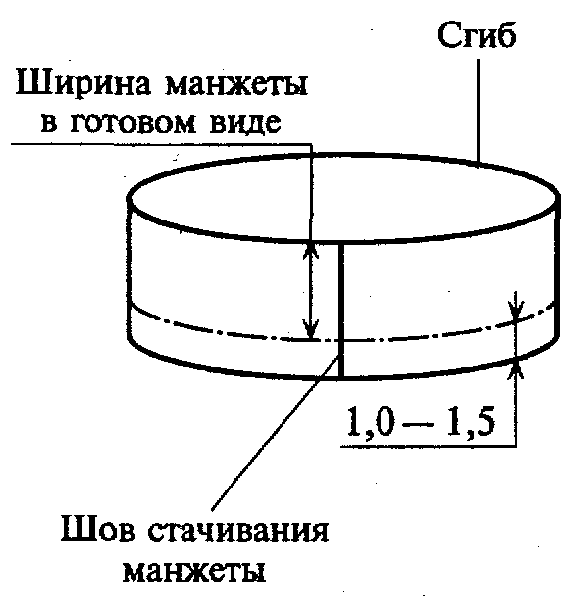 Сгиб
Ширина манжеты
в готовом виде
1,0 — 1,5
Шов стачивания
манжеты